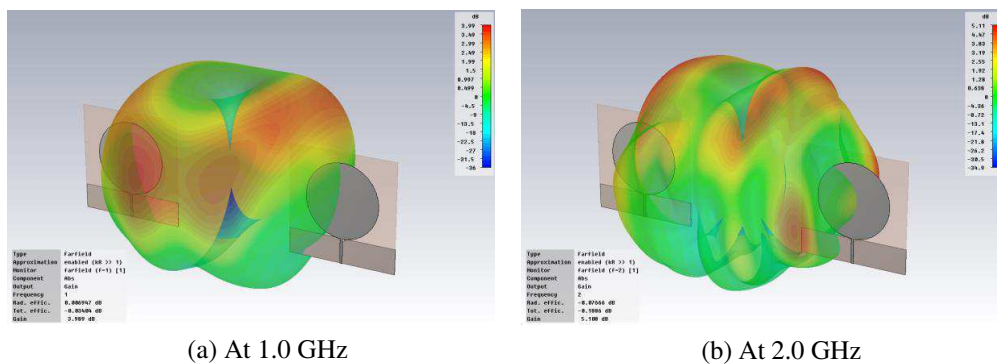 dB
3.99
3.49
2.99
2.49
1.99
1.5
0.997
0.499
0
-4.5
-9
-13.5
-18
-22.5
-27
-31.5
-36
Type Farfield
Approximation enabled (kR >> 1)
Monitor Farfield (f=1) [1]
Component Abs
Output Gain
Frequency 1
Rad. effic. 0.006947 dB
Tot. effic. -0.03404 dB
Gain 3.989 dB
(a) At 1.0 GHz
dB
5.11
4.47
3.83
3.19
2.55
1.92
1.28
0.638
0
-4.36
-8.72
-13.1
-17.4
-21.8
-26.2
-30.5
-34.9
Type Farfield
Approximation enabled (kR >> 1)
Monitor Farfield (f=2) [1]
Component Abs
Output Gain
Frequency 2
Rad. effic. -0.07666 dB
Tot. effic. -0.1886 dB
Gain 5.108 dB
(b) At 2.0 GHz